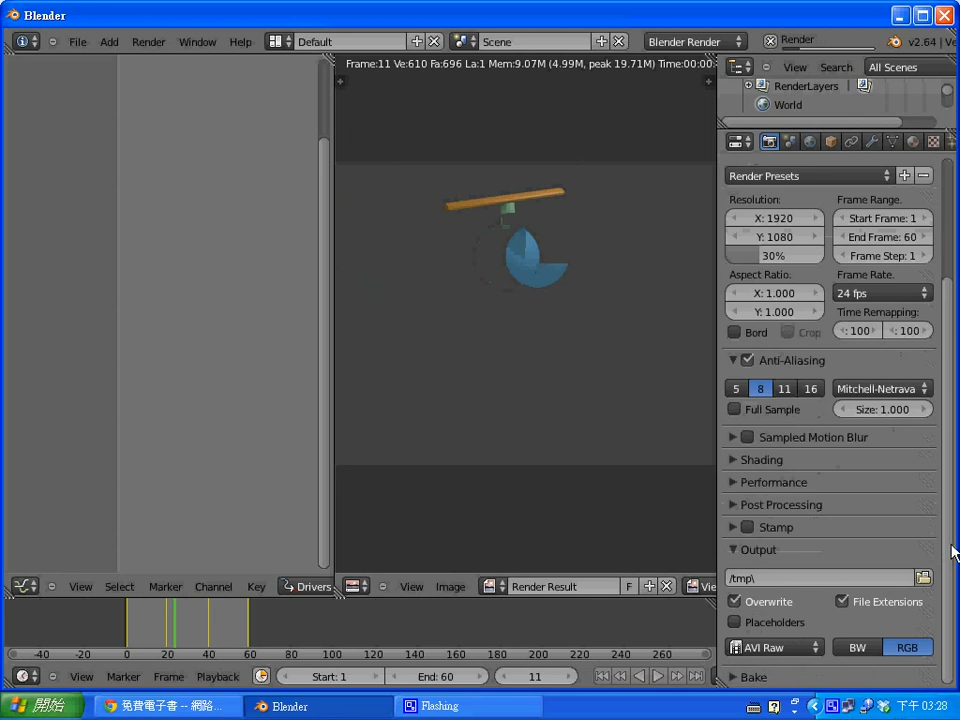 Blender
File Add Render Window Help Default Scene Blender Render Render v2.64 | Ve
Frame:11 Ve:610 Fa:696 La:1 Mem:9.07M (4.99M, peak 19.71M) Time:00:00:
View Search All Scenes
RenderLayers
World
Render Presets
Resolution: Frame Range:
X: 1920 Start Frame: 1
Y: 1080 End Frame: 60
30% Frame Step: 1
Aspect Ratio: Frame Rate:
X: 1.000 24 fps
Y: 1.000 Time Remapping:
Bord Crop : 100 : 100
Anti-Aliasing
5 8 11 16 Mitchell-Netrava
Full Sample Size: 1.000
Sampled Motion Blur
Shading
Performance
Post Processing
Stamp
Output
/tmp\
Overwrite File Extensions
Placeholders
AVI Raw BW RGB
Bake
View Select Marker Channel Key Drivers View Image Render Result F Vie
-40 -20 0 20 40 60 80 100 120 140 160 180 200 220 240 260
View Marker Frame Playback Start: 1 End: 60 11
開始 免費電子書 -- 網路... Blender Flashing 下午 03:28